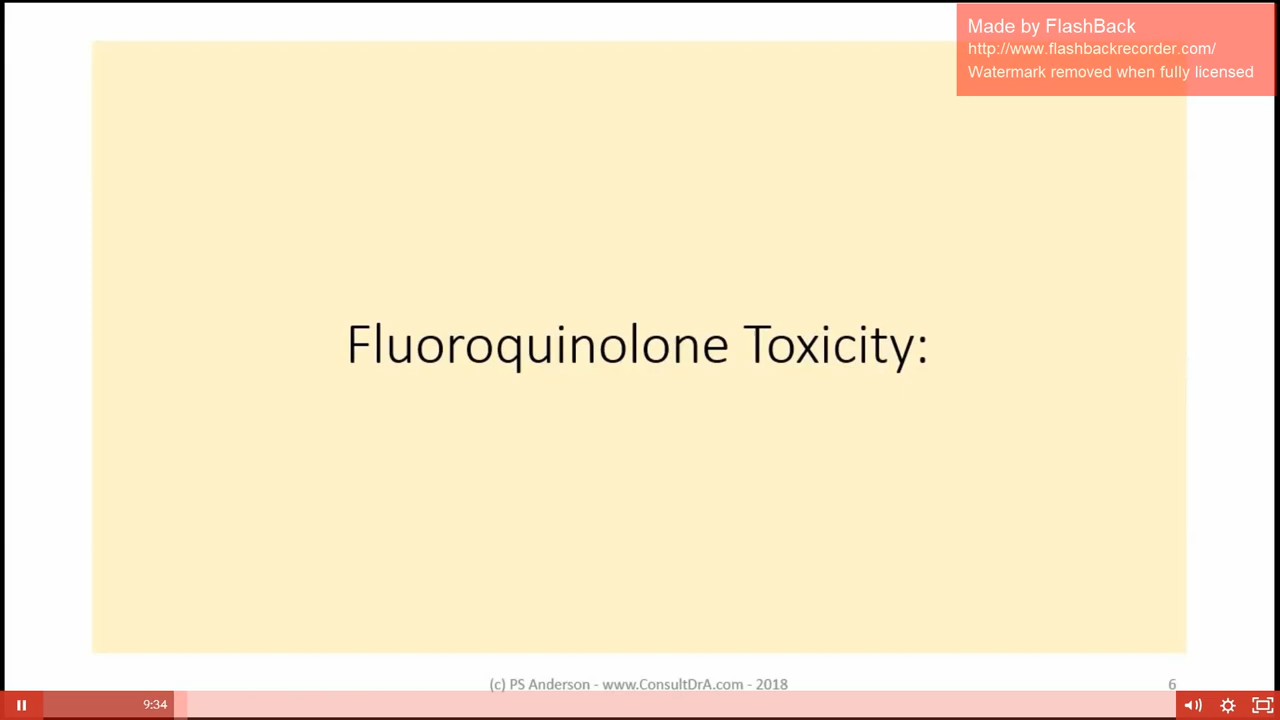 Made by FlashBack
http://www.flashbackrecorder.com/
Watermark removed when fully licensed
Fluoroquinolone Toxicity:
(c) PS Anderson - www.ConsultDrA.com - 2018
6
9:34